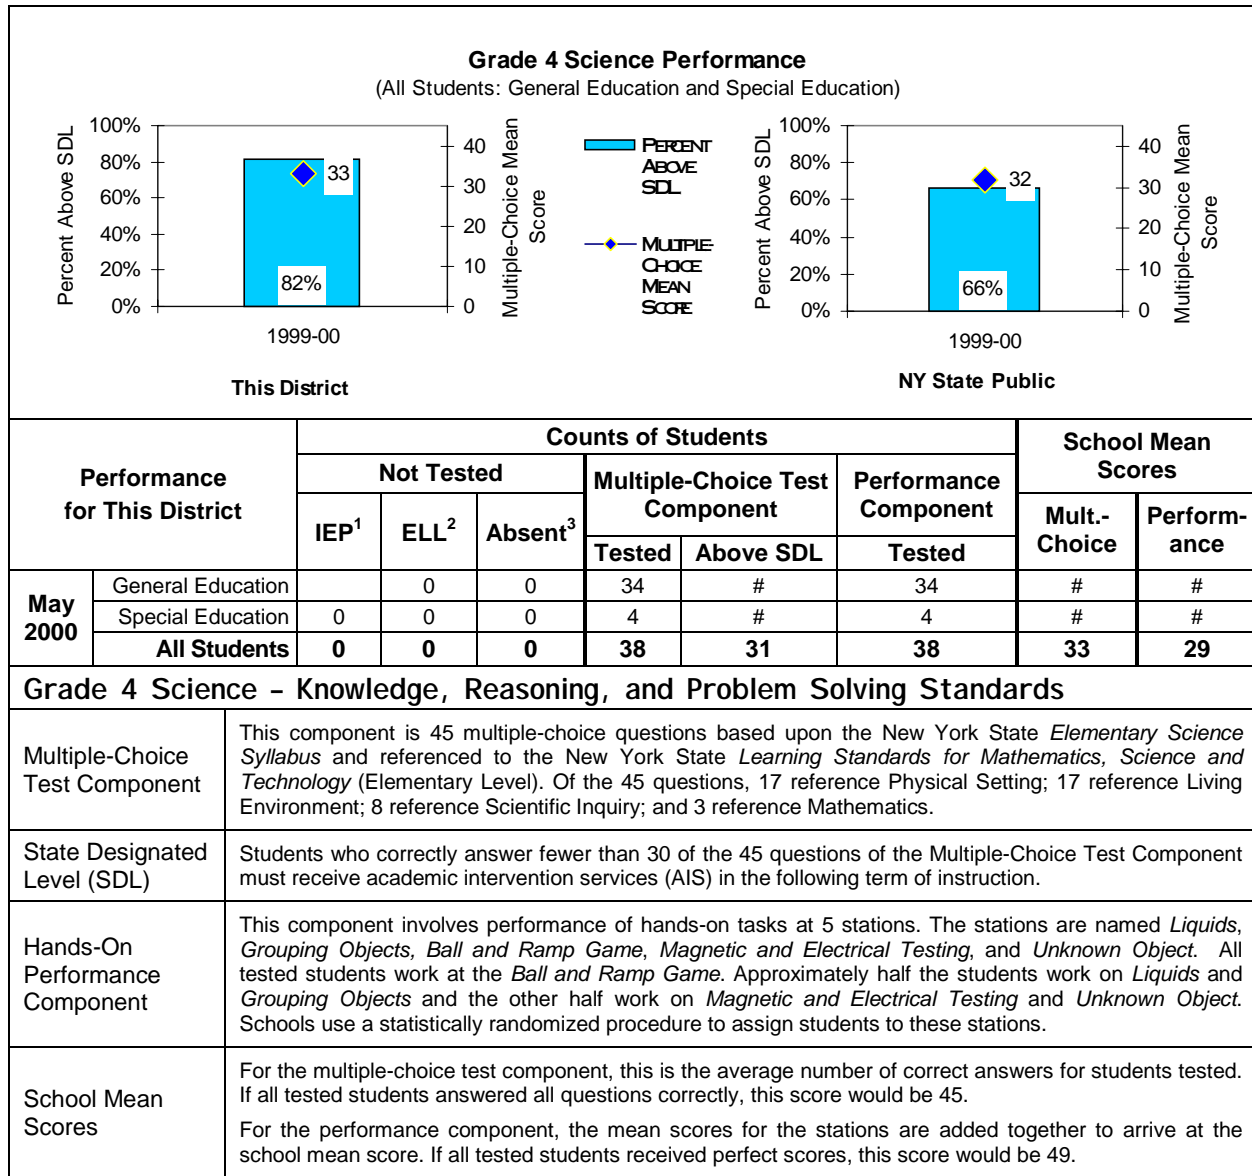 Grade 4 Science Performance
(All Students: General Education and Special Education)
Percent Above SDL
100%
80%
60%
40%
20%
0%
33
82%
1999-00
40
30
20
10
0
Multiple-Choice Mean
Score
This District
PERCENT
ABOVE
SDL
MULTIPLE-
CHOICE
MEAN
SCORE
Percent Above SDL
100%
80%
60%
40%
20%
0%
32
66%
1999-00
40
30
20
10
0
Multiple-Choice Mean
Score
NY State Public
Performance
for This District
Counts of Students
School Mean
Scores
Not Tested
Multiple-Choice Test
Component
Performance
Component
IEP1 ELL2 Absent3
Tested Above SDL Tested
Mult.-
Choice
Perform-
ance
May
2000
General Education 0 0 34 # 34 # #
Special Education 0 0 0 4 # 4 # #
All Students 0 0 0 38 31 38 33 29
Grade 4 Science – Knowledge, Reasoning, and Problem Solving Standards
Multiple-Choice
Test Component
This component is 45 multiple-choice questions based upon the New York State Elementary Science
Syllabus and referenced to the New York State Learning Standards for Mathematics, Science and
Technology (Elementary Level). Of the 45 questions, 17 reference Physical Setting; 17 reference Living
Environment; 8 reference Scientific Inquiry; and 3 reference Mathematics.
State Designated
Level (SDL)
Students who correctly answer fewer than 30 of the 45 questions of the Multiple-Choice Test Component
must receive academic intervention services (AIS) in the following term of instruction.
Hands-On
Performance
Component
This component involves performance of hands-on tasks at 5 stations. The stations are named Liquids,
Grouping Objects, Ball and Ramp Game, Magnetic and Electrical Testing, and Unknown Object. All
tested students work at the Ball and Ramp Game. Approximately half the students work on Liquids and
Grouping Objects and the other half work on Magnetic and Electrical Testing and Unknown Object.
Schools use a statistically randomized procedure to assign students to these stations.
School Mean
Scores
For the multiple-choice test component, this is the average number of correct answers for students tested.
If all tested students answered all questions correctly, this score would be 45.
For the performance component, the mean scores for the stations are added together to arrive at the
school mean score. If all tested students received perfect scores, this score would be 49.